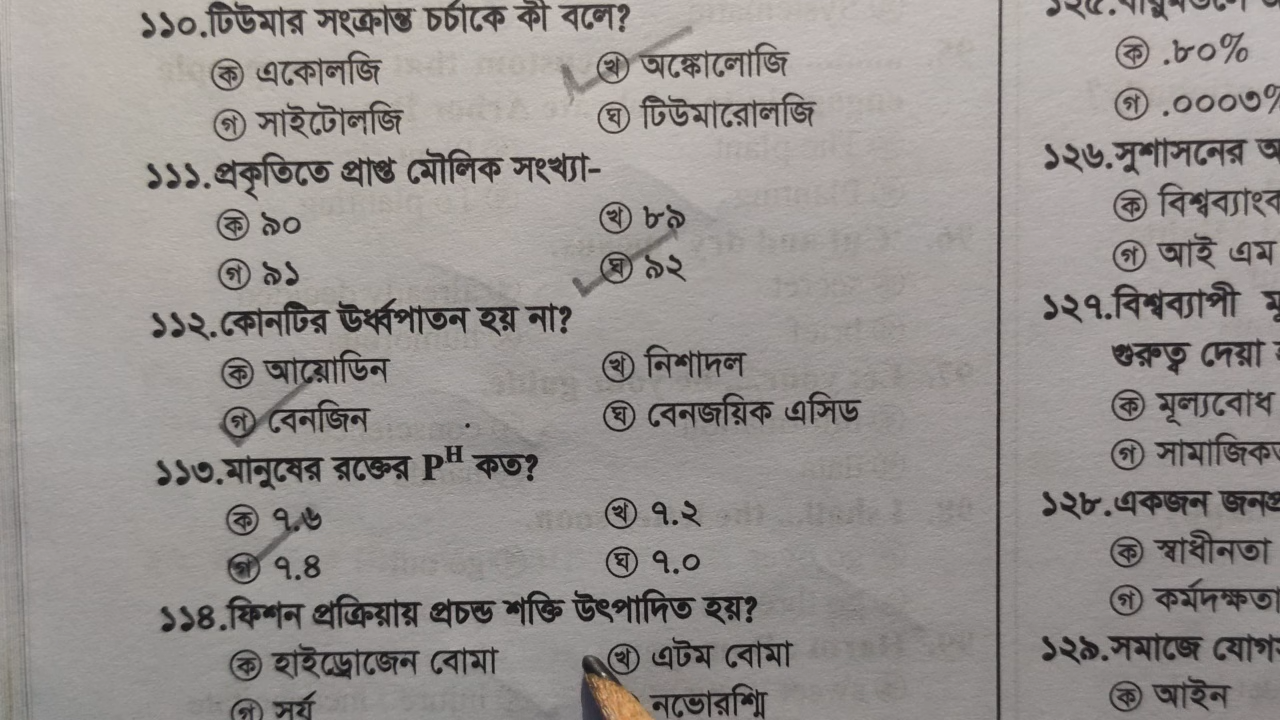 ১১০.টিউমার সংক্রান্ত চর্চাকে কী বলে?
ক একোলজি
খ অঙ্কোলোজি
গ সাইটোলজি
ঘ টিউমারোলজি
১১১.প্রকৃতিতে প্রাপ্ত মৌলিক সংখ্যা-
ক ৯০
খ ৮৯
গ ৯১
ঘ ৯২
১১২.কোনটির উর্ধ্বপাতন হয় না?
ক আয়োডিন
খ নিশাদল
গ বেনজিন
ঘ বেনজয়িক এসিড
১১৩.মানুষের রক্তের P^H কত?
ক ৭.৬
খ ৭.২
গ ৭.৪
ঘ ৭.০
১১৪.ফিশন প্রক্রিয়ায় প্রচন্ড শক্তি উৎপাদিত হয়?
ক হাইড্রোজেন বোমা
খ এটম বোমা
গ সূর্য
নভোরশ্মি
ক .৮০%
গ .০০০৩%
১২৬.সুশাসনের
ক বিশ্বব্যাংক
গ আই এম
১২৭.বিশ্বব্যাপী
গুরুত্ব দেয়া
ক মূল্যবোধ
গ সামাজিক
১২৮.একজন
ক স্বাধীনতা
গ কর্মদক্ষতা
১২৯.সমাজে
ক আইন